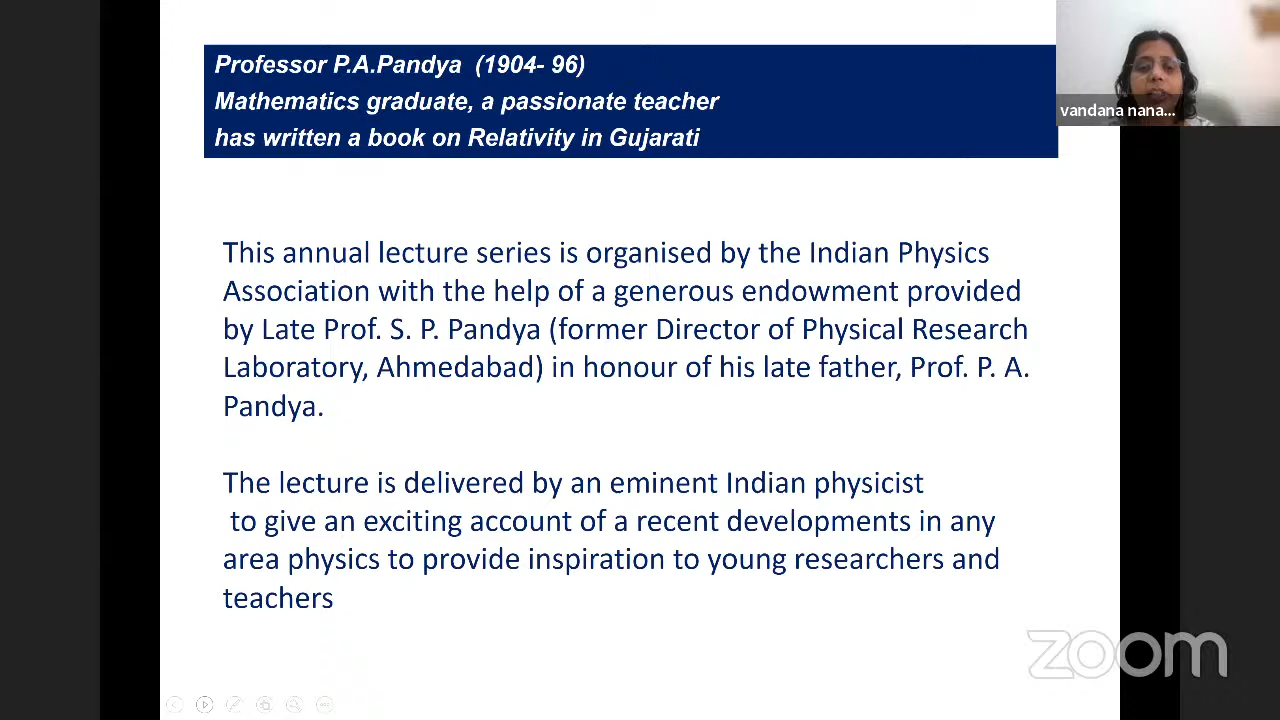 Professor P.A.Pandya (1904- 96)
Mathematics graduate, a passionate teacher
has written a book on Relativity in Gujarati
vandana nana...
This annual lecture series is organised by the Indian Physics
Association with the help of a generous endowment provided
by Late Prof. S. P. Pandya (former Director of Physical Research
Laboratory, Ahmedabad) in honour of his late father, Prof. P. A.
Pandya.
The lecture is delivered by an eminent Indian physicist
to give an exciting account of a recent developments in any
area physics to provide inspiration to young researchers and
teachers
zoom